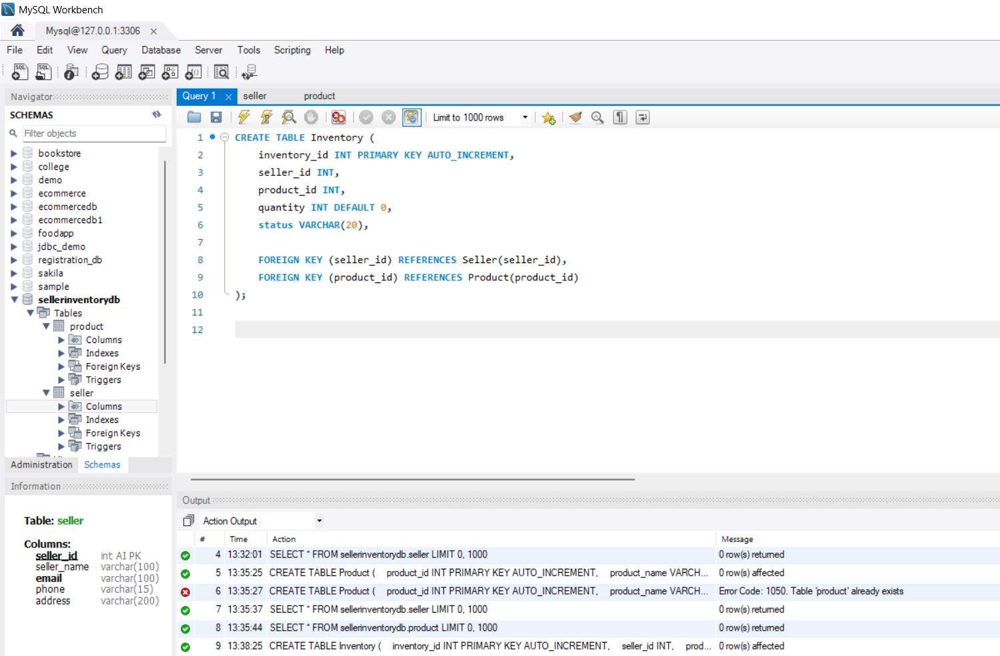 MySQL Workbench
Mysql@127.0.0.1:3306
File Edit View Query Database Server Tools Scripting Help
Navigator
SCHEMAS
Filter objects
bookstore
college
demo
ecommerce
ecommercedb
ecommercedb1
foodapp
jdbc_demo
registration_db
sakila
sample
sellerinventorydb
Tables
product
Columns
Indexes
Foreign Keys
Triggers
seller
Columns
Indexes
Foreign Keys
Triggers
Administration Schemas
Information
Table: seller
Columns:
seller_id int AI PK
seller_name varchar(100)
email varchar(100)
phone varchar(15)
address varchar(200)
Query 1 seller product
Limit to 1000 rows
1 CREATE TABLE Inventory (
2 inventory_id INT PRIMARY KEY AUTO_INCREMENT,
3 seller_id INT,
4 product_id INT,
5 quantity INT DEFAULT 0,
6 status VARCHAR(20),
7
8 FOREIGN KEY (seller_id) REFERENCES Seller(seller_id),
9 FOREIGN KEY (product_id) REFERENCES Product(product_id)
10 );
11
12
Output
Action Output
# Time Action Message
4 13:32:01 SELECT * FROM sellerinventorydb.seller LIMIT 0, 1000 0 row(s) returned
5 13:35:25 CREATE TABLE Product ( product_id INT PRIMARY KEY AUTO_INCREMENT, product_name VARCH... 0 row(s) affected
6 13:35:27 CREATE TABLE Product ( product_id INT PRIMARY KEY AUTO_INCREMENT, product_name VARCH... Error Code: 1050. Table 'product' already exists
7 13:35:37 SELECT * FROM sellerinventorydb.seller LIMIT 0, 1000 0 row(s) returned
8 13:35:44 SELECT * FROM sellerinventorydb.product LIMIT 0, 1000 0 row(s) returned
9 13:38:25 CREATE TABLE Inventory ( inventory_id INT PRIMARY KEY AUTO_INCREMENT, seller_id INT, prod... 0 row(s) affected